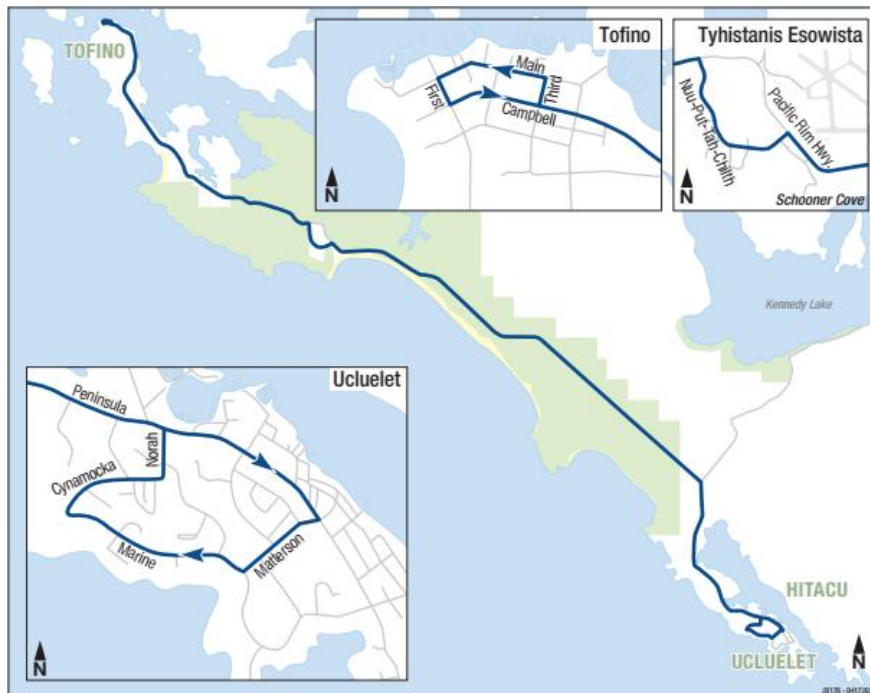 TOFINO
Tofino
Main
First
Third
Campbell
N
Tyhistanis Esowista
Nuu-Put-Tah-Chilth
Pacific Rim Hwy.
N
Schooner Cove
Kennedy Lake
Ucluelet
Peninsula
Norah
Cynamocka
Marine
Matterson
N
HITACU
UCLUELET
N